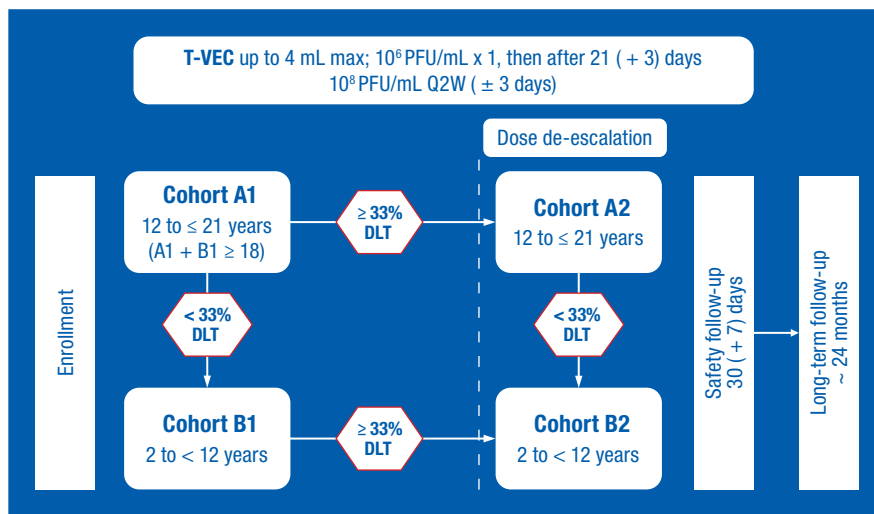 T-VEC up to 4 mL max; 10⁶ PFU/mL x 1, then after 21 ( + 3) days
10⁸ PFU/mL Q2W ( ± 3 days)
Dose de-escalation
Enrollment
Cohort A1
12 to ≤ 21 years
(A1 + B1 ≥ 18)
≥ 33%
DLT
Cohort A2
12 to ≤ 21 years
< 33%
DLT
< 33%
DLT
Cohort B1
2 to < 12 years
≥ 33%
DLT
Cohort B2
2 to < 12 years
Safety follow-up
30 ( + 7) days
Long-term follow-up
~ 24 months